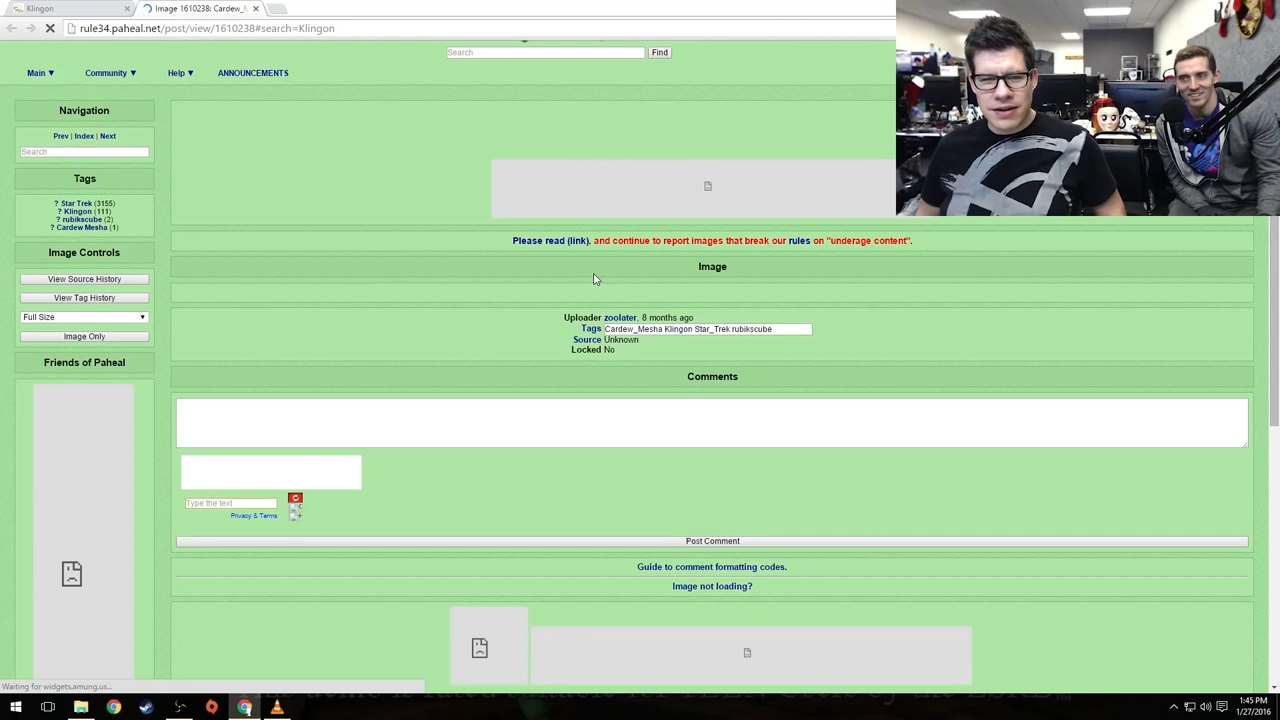 Klingon
Image 1610238: Cardew_M
rule34.paheal.net/post/view/1610238#search=Klingon
Search
Find
Main ▼
Community ▼
Help ▼
ANNOUNCEMENTS
Navigation
Prev | Index | Next
Search
Tags
? Star Trek (3155)
? Klingon (111)
? rubikscube (2)
? Cardew Mesha (1)
Image Controls
View Source History
View Tag History
Full Size
Image Only
Friends of Paheal
Please read (link), and continue to report images that break our rules on "underage content".
Image
Uploader zoolater, 8 months ago
Tags Cardew_Mesha Klingon Star_Trek rubikscube
Source Unknown
Locked No
Comments
Type the text
Privacy & Terms
Post Comment
Guide to comment formatting codes.
Image not loading?
Waiting for widgets.amung.us...
1:45 PM
1/27/2016